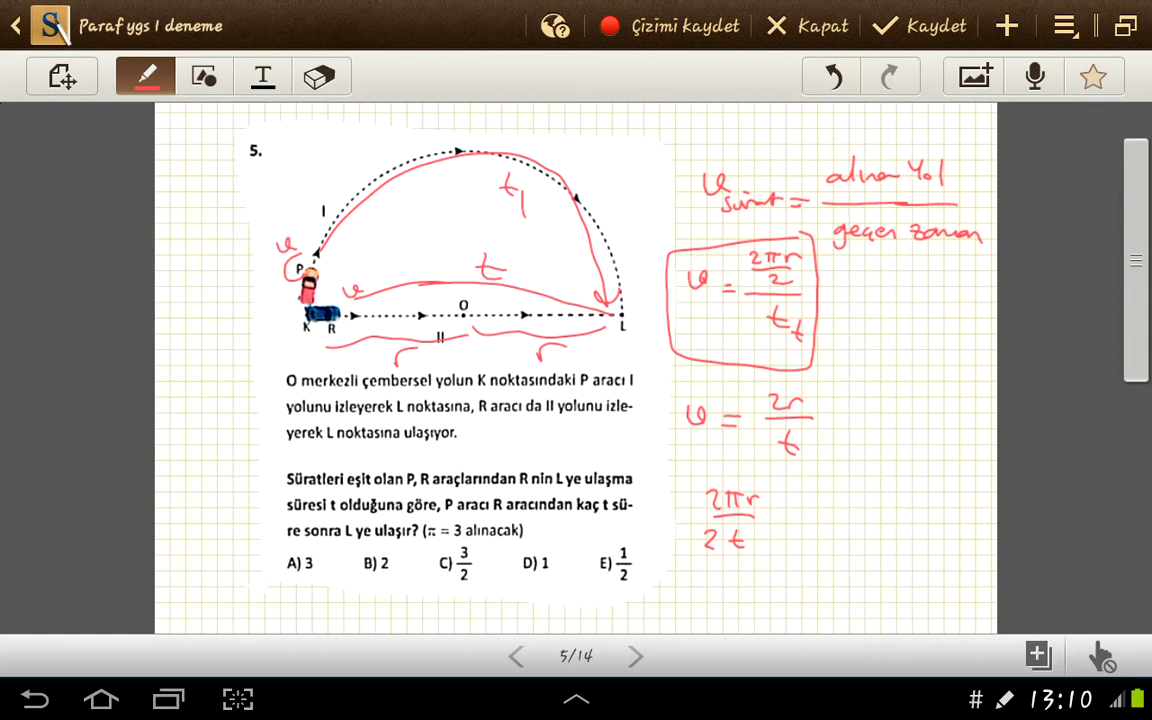 Paraf ygs 1 deneme
Çizimi kaydet
Kapat
Kaydet
T
5.
I
t1
υ
P
υ
t
O
K
R
II
L
r
r
υ sürat = alınan Yol / geçen zaman
υ = (2πr / 2) / t t
υ = 2r / t
2πr / 2 t
O merkezli çembersel yolun K noktasındaki P aracı I
yolunu izleyerek L noktasına, R aracı da II yolunu izle-
yerek L noktasına ulaşıyor.
Süratleri eşit olan P, R araçlarından R nin L ye ulaşma
süresi t olduğuna göre, P aracı R aracından kaç t sü-
re sonra L ye ulaşır? (π = 3 alınacak)
A) 3 B) 2 C) 3/2 D) 1 E) 1/2
5/14
# 13:10